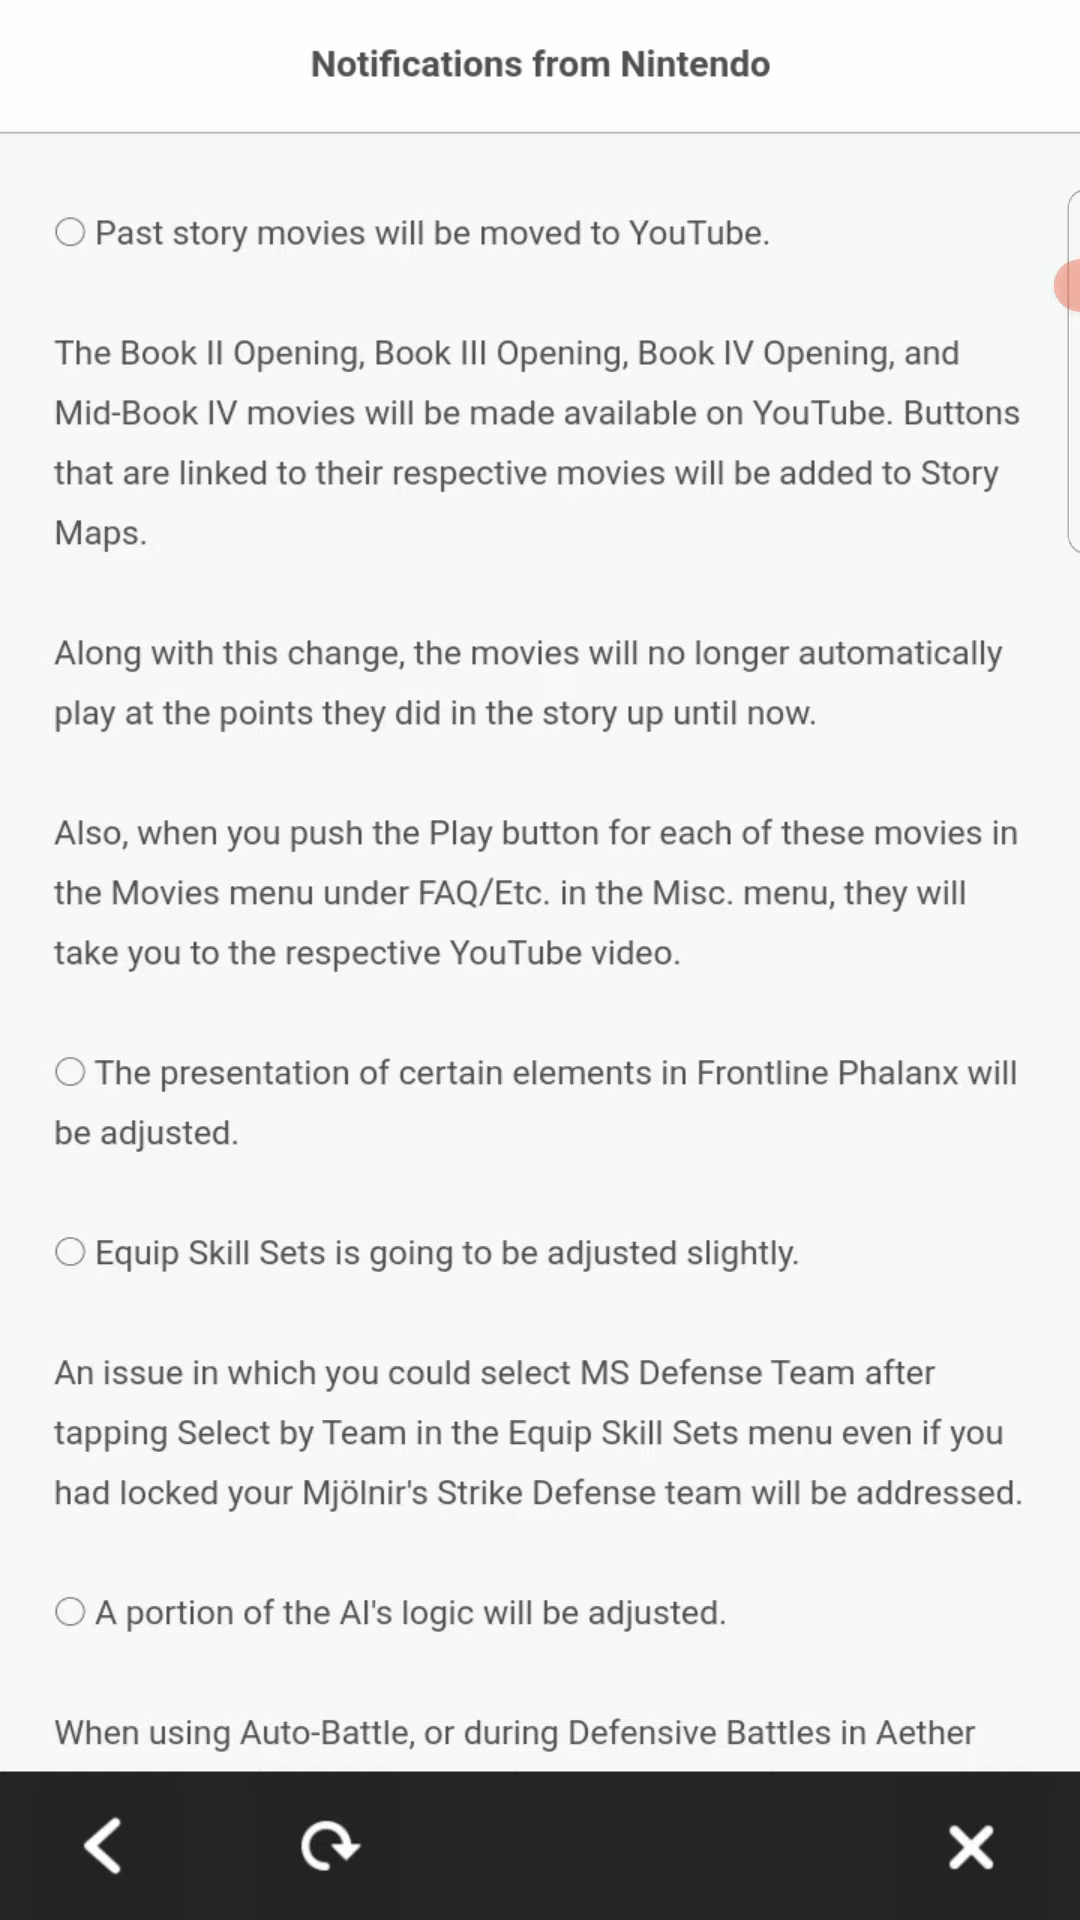 Notifications from Nintendo
○ Past story movies will be moved to YouTube.
The Book II Opening, Book III Opening, Book IV Opening, and
Mid-Book IV movies will be made available on YouTube. Buttons
that are linked to their respective movies will be added to Story
Maps.
Along with this change, the movies will no longer automatically
play at the points they did in the story up until now.
Also, when you push the Play button for each of these movies in
the Movies menu under FAQ/Etc. in the Misc. menu, they will
take you to the respective YouTube video.
○ The presentation of certain elements in Frontline Phalanx will
be adjusted.
○ Equip Skill Sets is going to be adjusted slightly.
An issue in which you could select MS Defense Team after
tapping Select by Team in the Equip Skill Sets menu even if you
had locked your Mjölnir's Strike Defense team will be addressed.
○ A portion of the AI's logic will be adjusted.
When using Auto-Battle, or during Defensive Battles in Aether